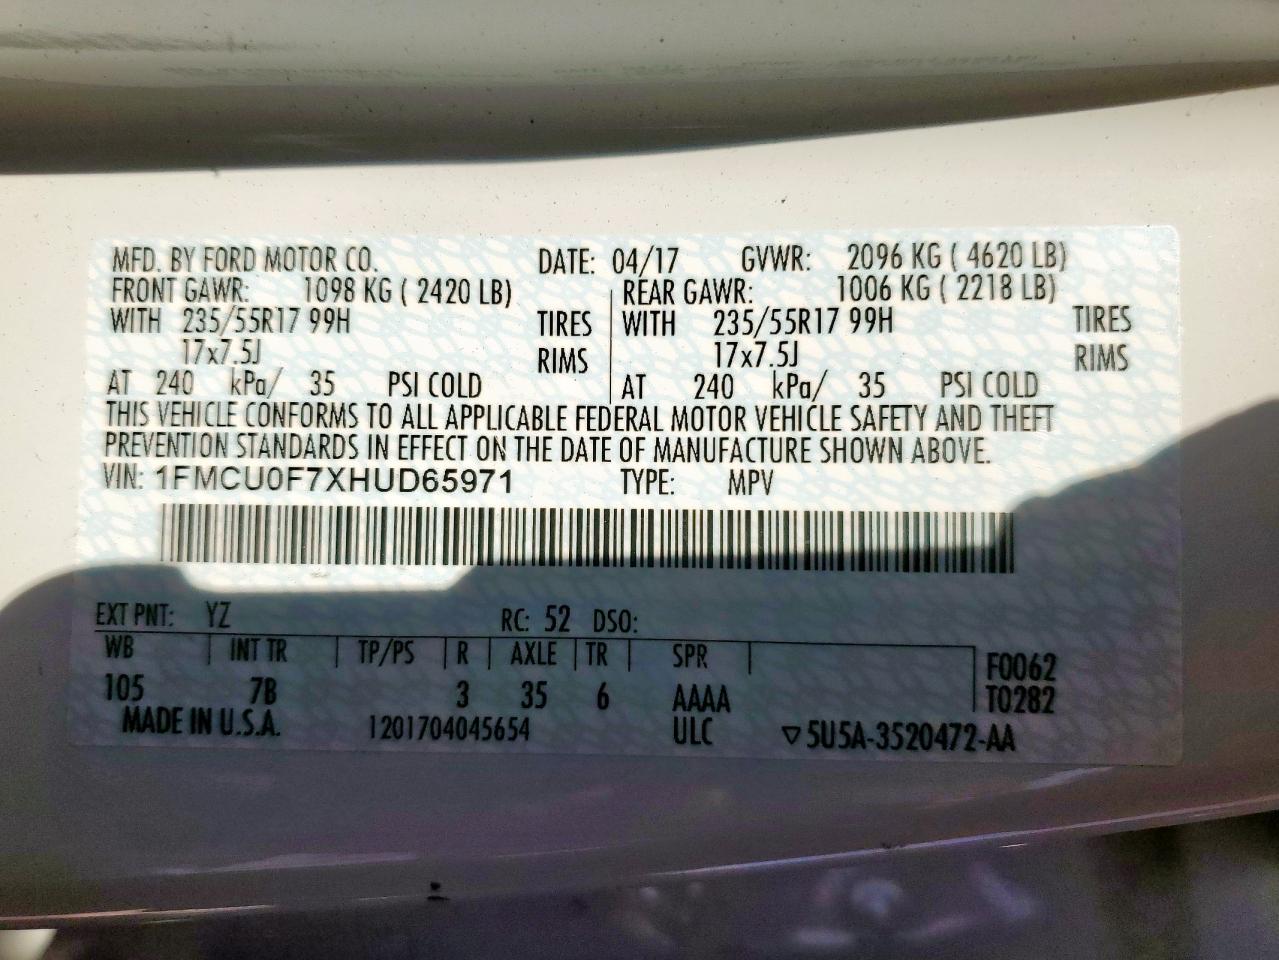 MFD. BY FORD MOTOR CO. DATE: 04/17 GVWR: 2096 KG ( 4620 LB)
FRONT GAWR: 1098 KG ( 2420 LB) REAR GAWR: 1006 KG ( 2218 LB)
WITH 235/55R17 99H TIRES WITH 235/55R17 99H TIRES
17x7.5J RIMS 17x7.5J RIMS
AT 240 kPa/ 35 PSI COLD AT 240 kPa/ 35 PSI COLD
THIS VEHICLE CONFORMS TO ALL APPLICABLE FEDERAL MOTOR VEHICLE SAFETY AND THEFT
PREVENTION STANDARDS IN EFFECT ON THE DATE OF MANUFACTURE SHOWN ABOVE.
VIN: 1FMCU0F7XHUD65971 TYPE: MPV
EXT PNT: YZ RC: 52 DSO:
WB INT TR TP/PS R AXLE TR SPR F0062
105 7B 3 35 6 AAAA T0282
MADE IN U.S.A. 1201704045654 ULC ▽5U5A-3520472-AA